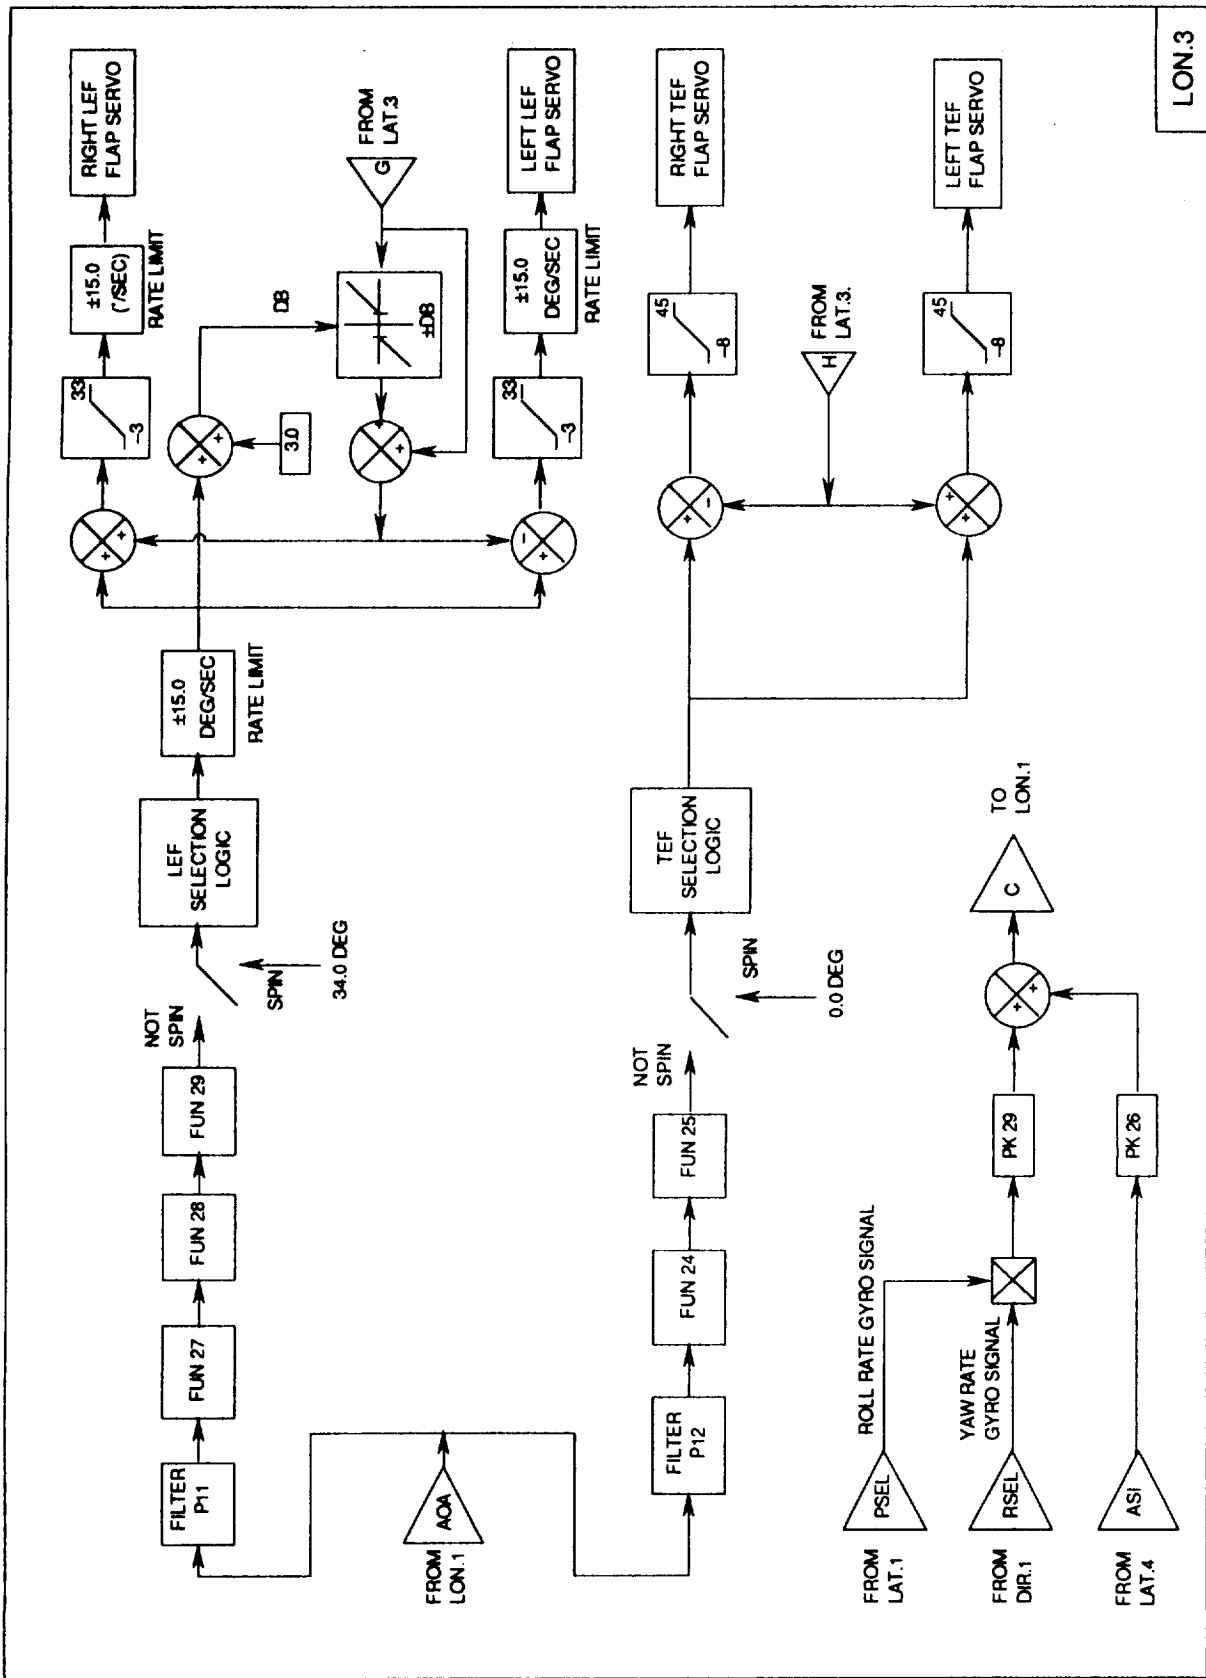 FROM
LON.1
AOA
FILTER
P11
FUN 27
FUN 28
FUN 29
NOT
SPIN
SPIN
34.0 DEG
LEF
SELECTION
LOGIC
±15.0
DEG/SEC
RATE LIMIT
3.0
DB
±DB
G
FROM
LAT.3
33
-3
±15.0
(°/SEC)
RATE LIMIT
RIGHT LEF
FLAP SERVO
33
-3
±15.0
DEG/SEC
RATE LIMIT
LEFT LEF
FLAP SERVO
FILTER
P12
FUN 24
FUN 25
NOT
SPIN
SPIN
0.0 DEG
TEF
SELECTION
LOGIC
H
FROM
LAT.3.
45
-8
RIGHT TEF
FLAP SERVO
45
-8
LEFT TEF
FLAP SERVO
FROM
LAT.1
PSEL
ROLL RATE GYRO SIGNAL
FROM
DIR.1
RSEL
YAW RATE
GYRO SIGNAL
PK 29
FROM
LAT.4
ASI
PK 26
C
TO
LON.1
LON.3